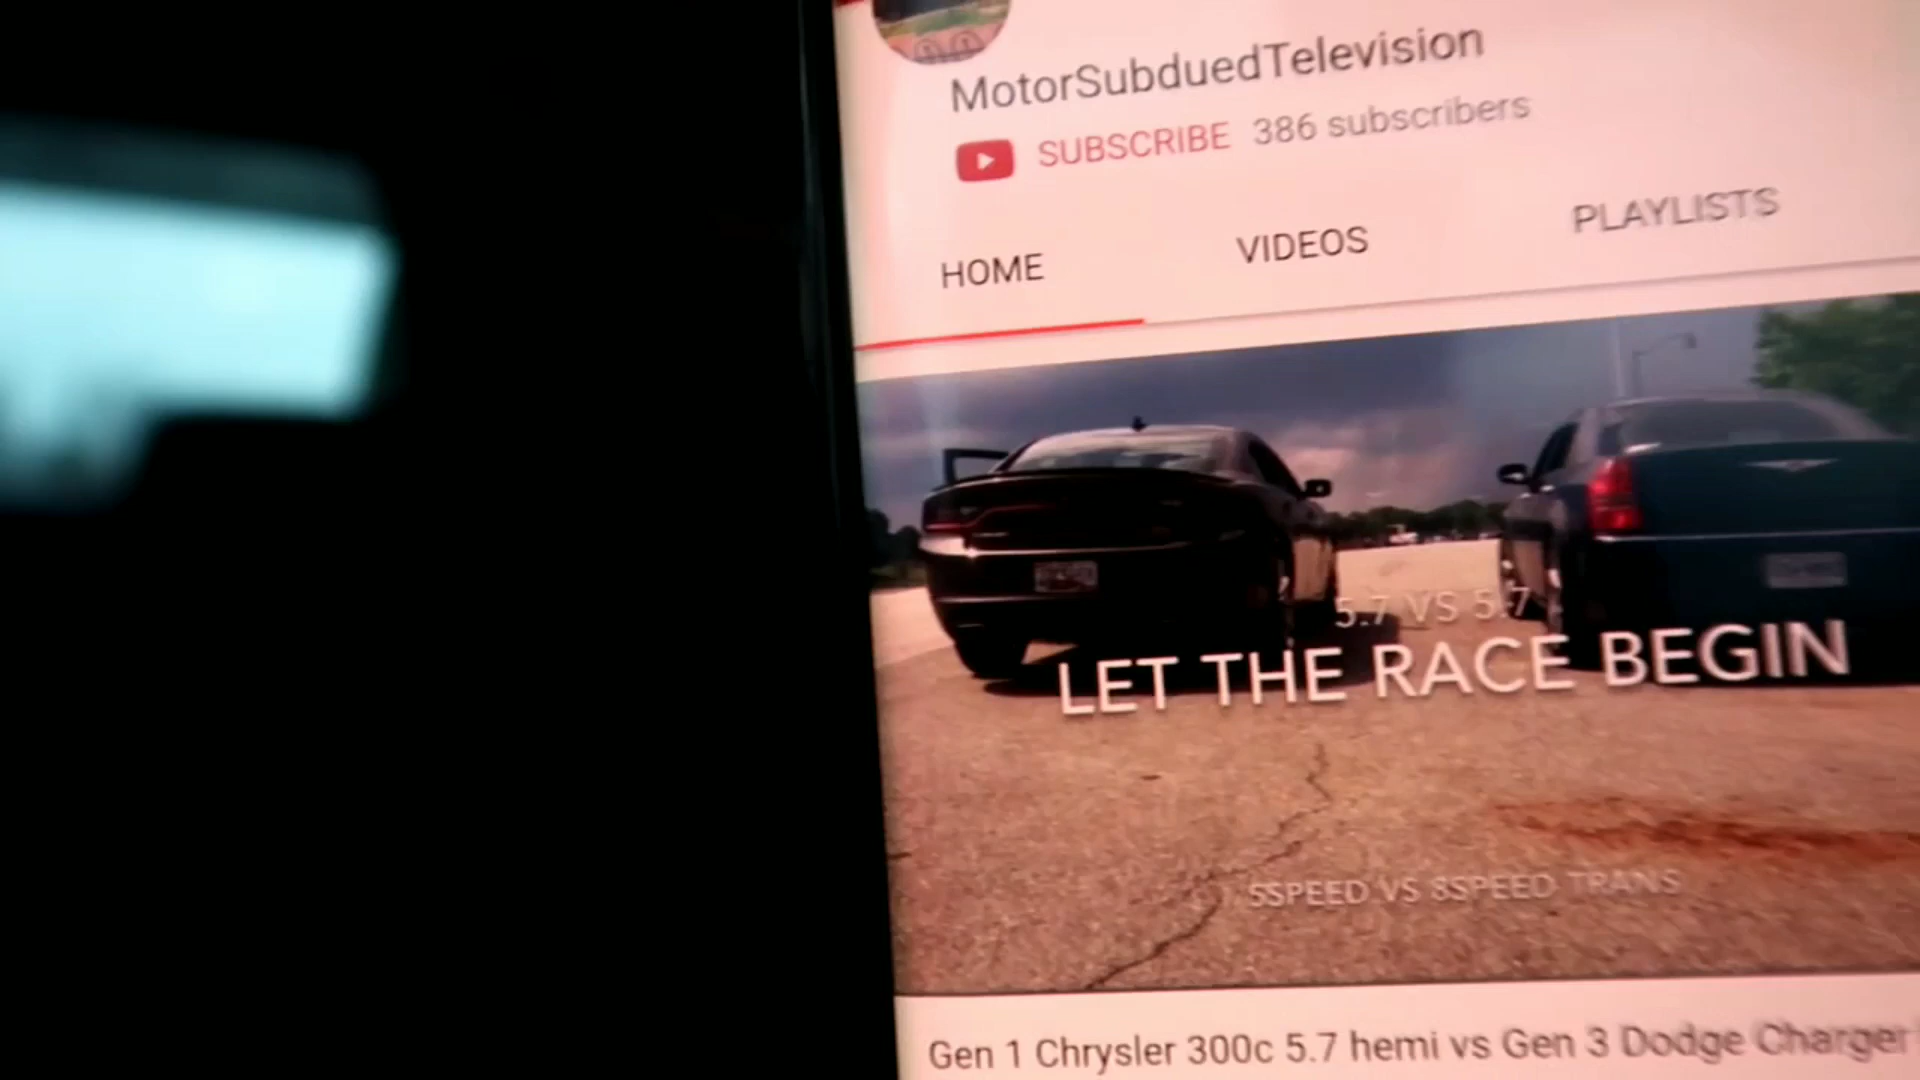 MotorSubduedTelevision
SUBSCRIBE 386 subscribers
HOME VIDEOS PLAYLISTS
5.7 VS 5.7
LET THE RACE BEGIN
5SPEED VS 8SPEED TRANS
Gen 1 Chrysler 300c 5.7 hemi vs Gen 3 Dodge Charger